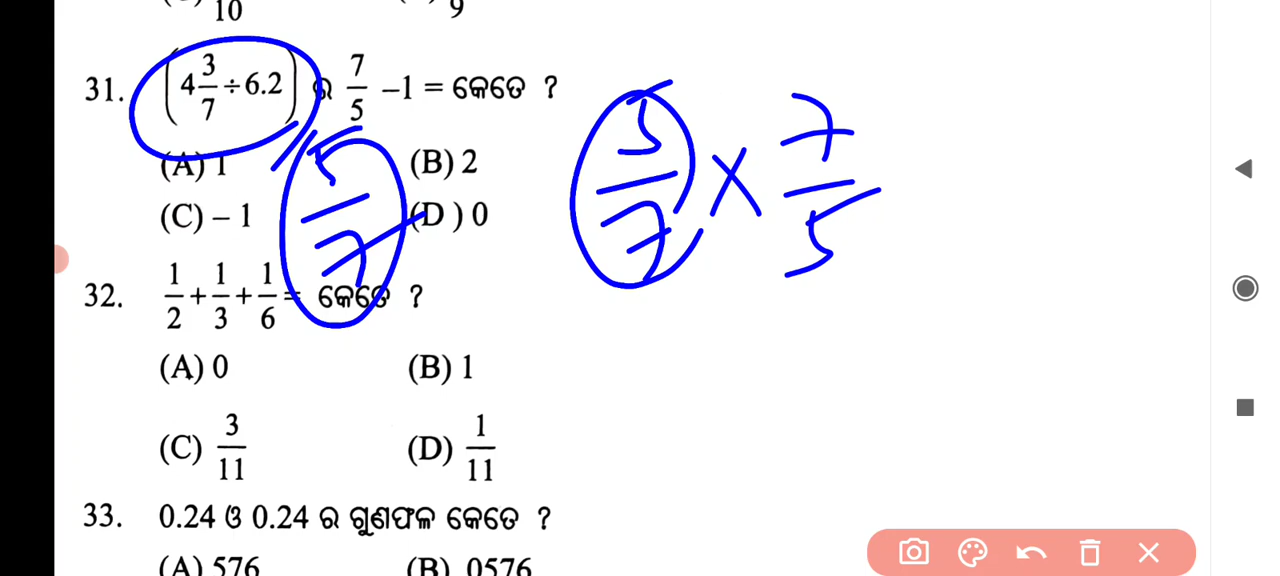 10
9
31. (4 3/7 ÷ 6.2) ର 7/5 – 1 = କେତେ ?
(A) 1 (B) 2
(C) – 1 (D ) 0
5/7
5/7 × 7/5
32. 1/2 + 1/3 + 1/6 = କେତେ ?
(A) 0 (B) 1
(C) 3/11 (D) 1/11
33. 0.24 ଓ 0.24 ର ଗୁଣଫଳ କେତେ ?
(A) 576 (B) .0576